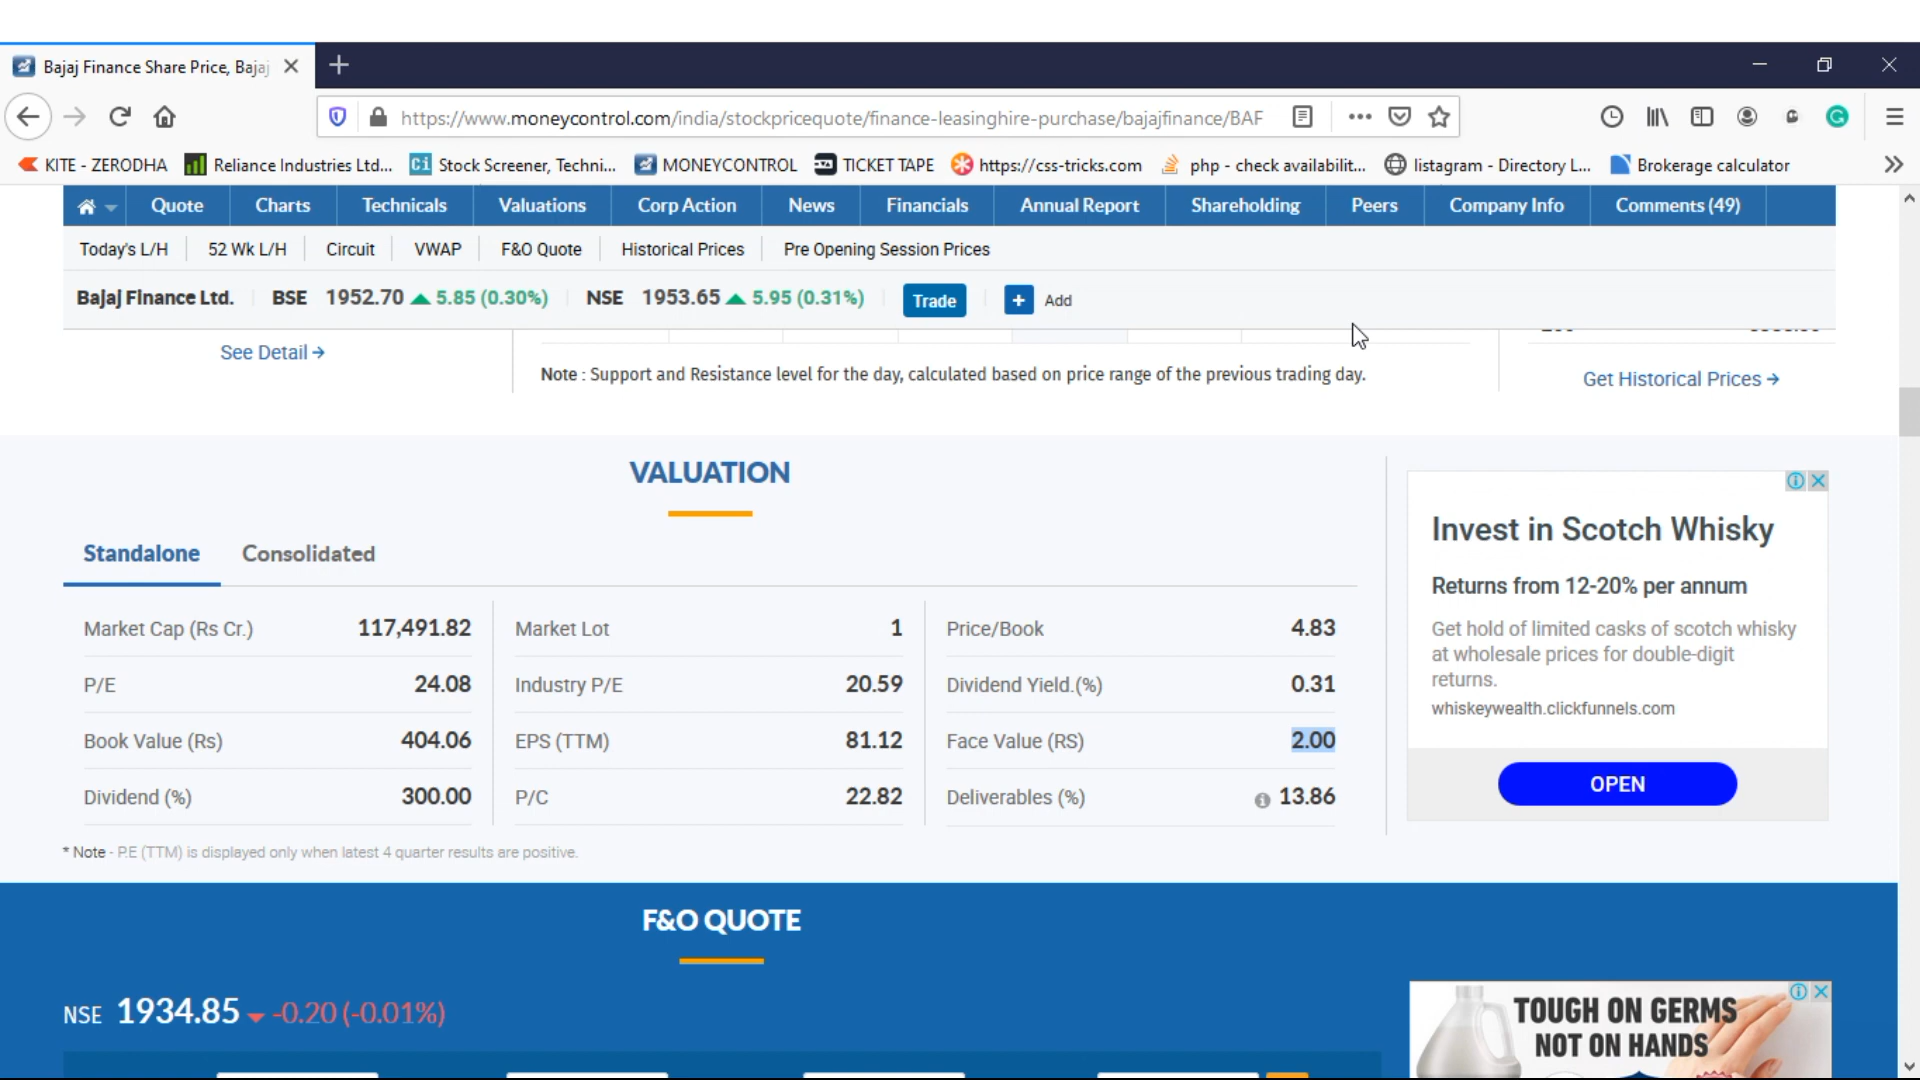 Bajaj Finance Share Price, Bajaj
https://www.moneycontrol.com/india/stockpricequote/finance-leasinghire-purchase/bajajfinance/BAF
KITE - ZERODHA Reliance Industries Ltd... Ci Stock Screener, Techni... MONEYCONTROL TICKET TAPE https://css-tricks.com php - check availabilit... listagram - Directory L... Brokerage calculator
Quote Charts Technicals Valuations Corp Action News Financials Annual Report Shareholding Peers Company Info Comments (49)
Today's L/H 52 Wk L/H Circuit VWAP F&O Quote Historical Prices Pre Opening Session Prices
Bajaj Finance Ltd. BSE 1952.70 5.85 (0.30%) NSE 1953.65 5.95 (0.31%) Trade + Add
See Detail →
Note : Support and Resistance level for the day, calculated based on price range of the previous trading day.
Get Historical Prices →
VALUATION
Standalone Consolidated
Market Cap (Rs Cr.) 117,491.82 Market Lot 1 Price/Book 4.83
P/E 24.08 Industry P/E 20.59 Dividend Yield.(%) 0.31
Book Value (Rs) 404.06 EPS (TTM) 81.12 Face Value (RS) 2.00
Dividend (%) 300.00 P/C 22.82 Deliverables (%) 13.86
* Note - P.E (TTM) is displayed only when latest 4 quarter results are positive.
Invest in Scotch Whisky
Returns from 12-20% per annum
Get hold of limited casks of scotch whisky
at wholesale prices for double-digit
returns.
whiskeywealth.clickfunnels.com
OPEN
F&O QUOTE
NSE 1934.85 -0.20 (-0.01%)
TOUGH ON GERMS
NOT ON HANDS